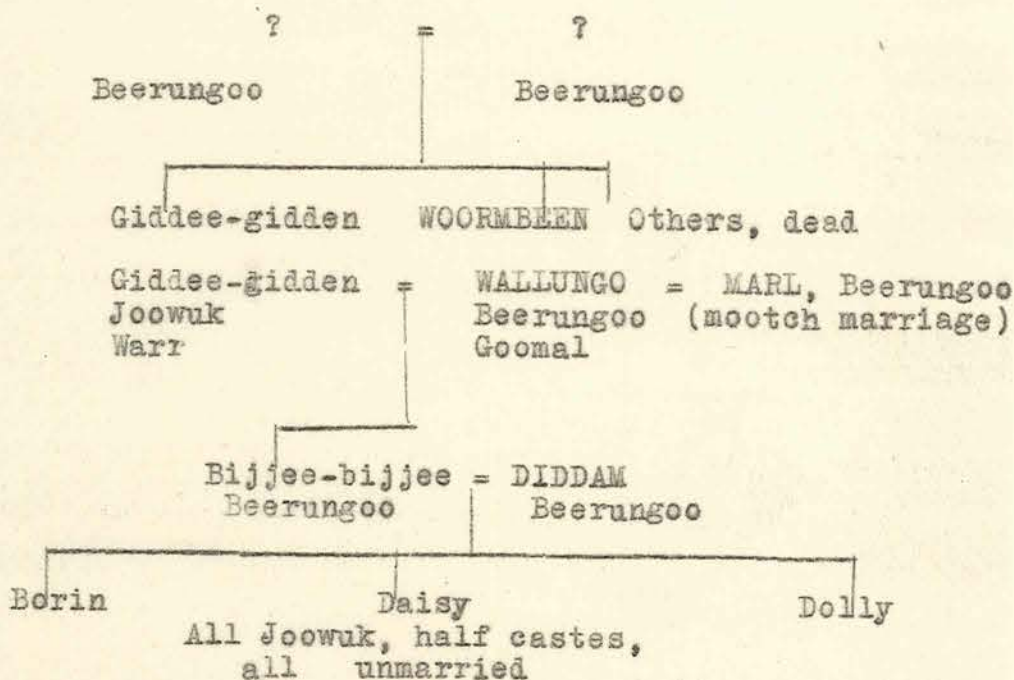 ? = ?
Beerungoo Beerungoo
Giddee-gidden WOORMBEEN Others, dead
Giddee-gidden = WALLUNGO = MARL, Beerungoo
Joowuk Beerungoo (mootch marriage)
Warr Goomal
Bijjee-bijjee = DIDDAM
Beerungoo Beerungoo
Borin Daisy Dolly
All Joowuk, half castes,
all unmarried